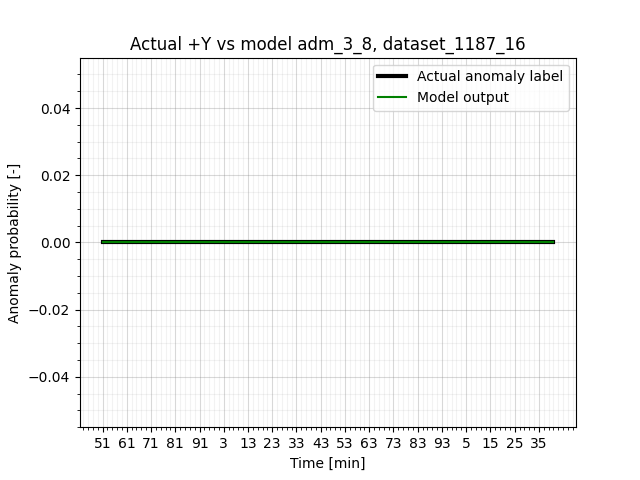 Actual +Y vs model adm_3_8, dataset_1187_16
Actual anomaly label
Model output
Anomaly probability [-]
0.04
0.02
0.00
−0.02
−0.04
51 61 71 81 91 3 13 23 33 43 53 63 73 83 93 5 15 25 35
Time [min]